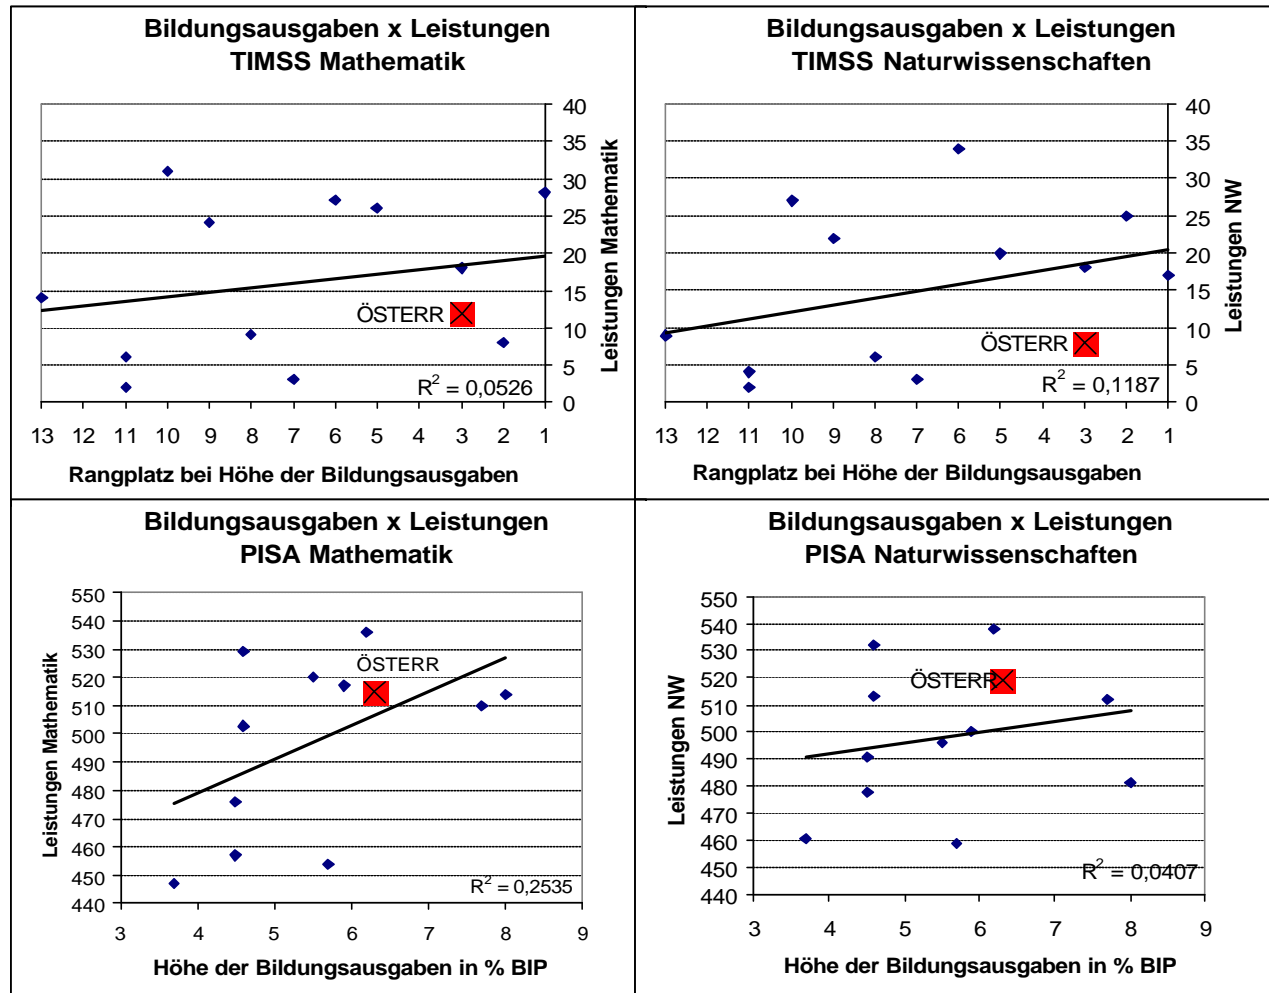 Bildungsausgaben x Leistungen
TIMSS Mathematik
40
35
30
25
20
15
10
5
0
Leistungen Mathematik
ÖSTERR
R² = 0,0526
13 12 11 10 9 8 7 6 5 4 3 2 1
Rangplatz bei Höhe der Bildungsausgaben
Bildungsausgaben x Leistungen
TIMSS Naturwissenschaften
40
35
30
25
20
15
10
5
0
Leistungen NW
ÖSTERR
R² = 0,1187
13 12 11 10 9 8 7 6 5 4 3 2 1
Rangplatz bei Höhe der Bildungsausgaben
Bildungsausgaben x Leistungen
PISA Mathematik
550
540
530
520
510
500
490
480
470
460
450
440
Leistungen Mathematik
ÖSTERR
R² = 0,2535
3 4 5 6 7 8 9
Höhe der Bildungsausgaben in % BIP
Bildungsausgaben x Leistungen
PISA Naturwissenschaften
550
540
530
520
510
500
490
480
470
460
450
440
Leistungen NW
ÖSTERR
R² = 0,0407
3 4 5 6 7 8 9
Höhe der Bildungsausgaben in % BIP